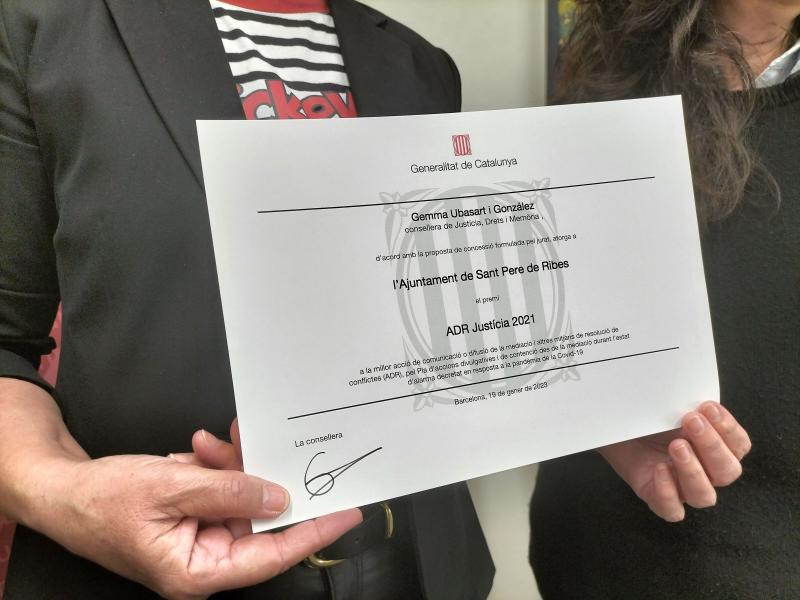 ickey
Generalitat de Catalunya
Gemma Ubasart i González
consellera de Justícia, Drets i Memòria ,
d'acord amb la proposta de concessió formulada pel jurat, atorga a
l'Ajuntament de Sant Pere de Ribes
el premi
ADR Justícia 2021
a la millor acció de comunicació o difusió de la mediació i altres mitjans de resolució de
conflictes (ADR), pel Pla d'accions divulgatives i de contenció des de la mediació durant l'estat
d'alarma decretat en resposta a la pandèmia de la Covid-19
Barcelona, 19 de gener de 2023
La consellera